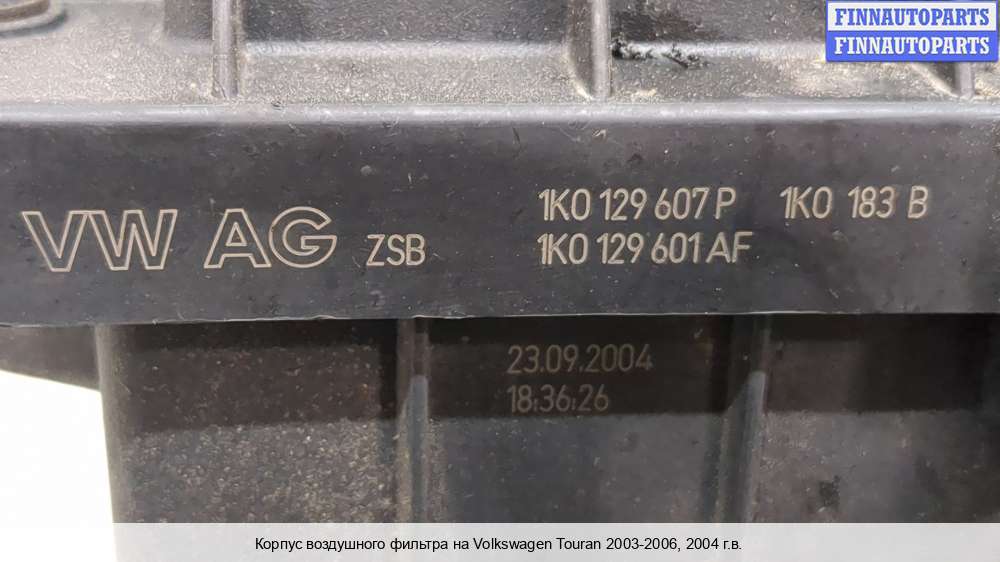 FINNAUTOPARTS
FINNAUTOPARTS
VW AG ZSB
1K0 129 607 P 1K0 183 B
1K0 129 601 AF
23.09.2004
18:36:26
Корпус воздушного фильтра на Volkswagen Touran 2003-2006, 2004 г.в.